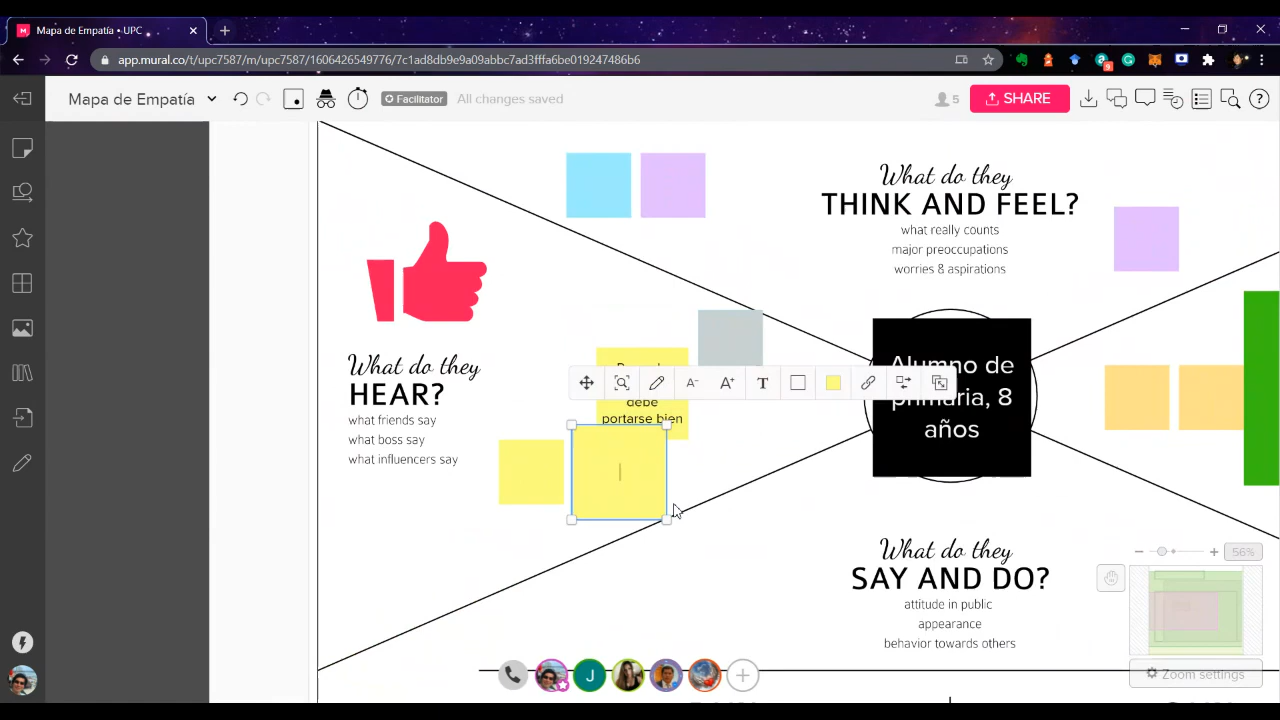 Mapa de Empatía • UPC
app.mural.co/t/upc7587/m/upc7587/1606426549776/7c1ad8db9e9a09abbc7ad3fffa6be019247486b6
9
Mapa de Empatía
Facilitator
All changes saved
5
SHARE
What do they
THINK AND FEEL?
what really counts
major preoccupations
worries & aspirations
What do they
HEAR?
what friends say
what boss say
what influencers say
A-
A+
T
debe
portarse bien
Alumno de
primaria, 8
años
What do they
SAY AND DO?
attitude in public
appearance
behavior towards others
56%
J
Zoom settings